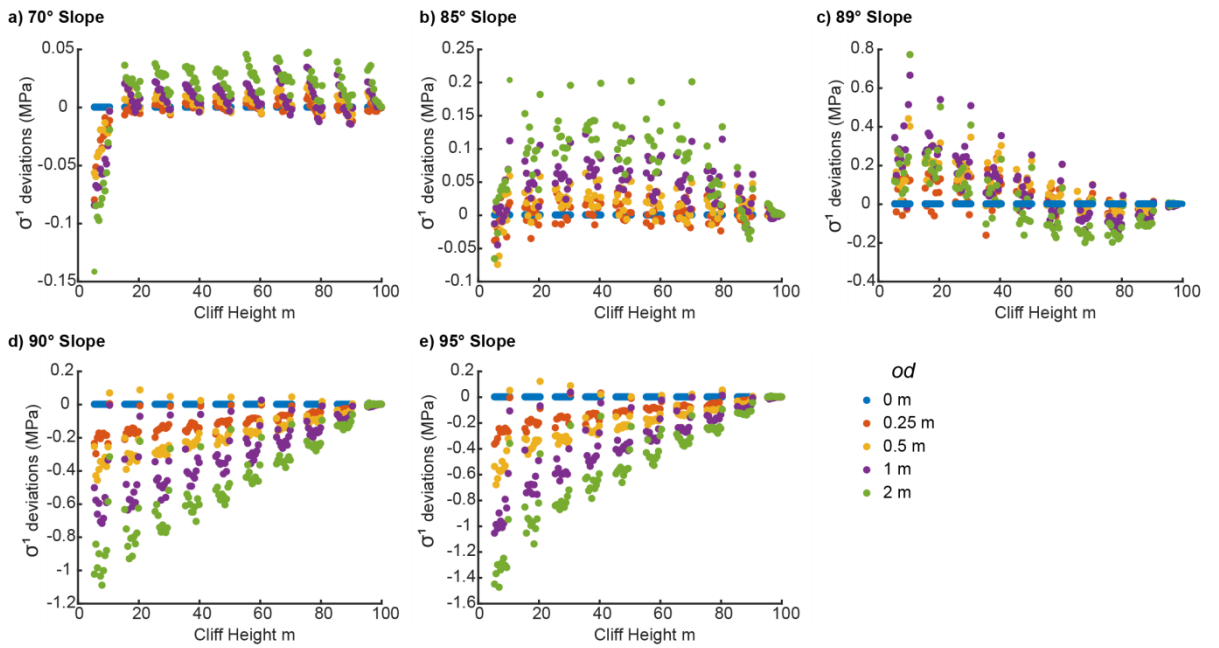 a) 70° Slope
0.05
0
-0.05
-0.1
-0.15
σ⁻¹ deviations (MPa)
0 20 40 60 80 100
Cliff Height m
b) 85° Slope
0.25
0.2
0.15
0.1
0.05
0
-0.05
-0.1
σ⁻¹ deviations (MPa)
0 20 40 60 80 100
Cliff Height m
c) 89° Slope
0.8
0.6
0.4
0.2
0
-0.2
-0.4
σ⁻¹ deviations (MPa)
0 20 40 60 80 100
Cliff Height m
d) 90° Slope
0.2
0
-0.2
-0.4
-0.6
-0.8
-1
-1.2
σ⁻¹ deviations (MPa)
0 20 40 60 80 100
Cliff Height m
e) 95° Slope
0.2
0
-0.2
-0.4
-0.6
-0.8
-1
-1.2
-1.4
-1.6
σ⁻¹ deviations (MPa)
0 20 40 60 80 100
Cliff Height m
od
0 m
0.25 m
0.5 m
1 m
2 m